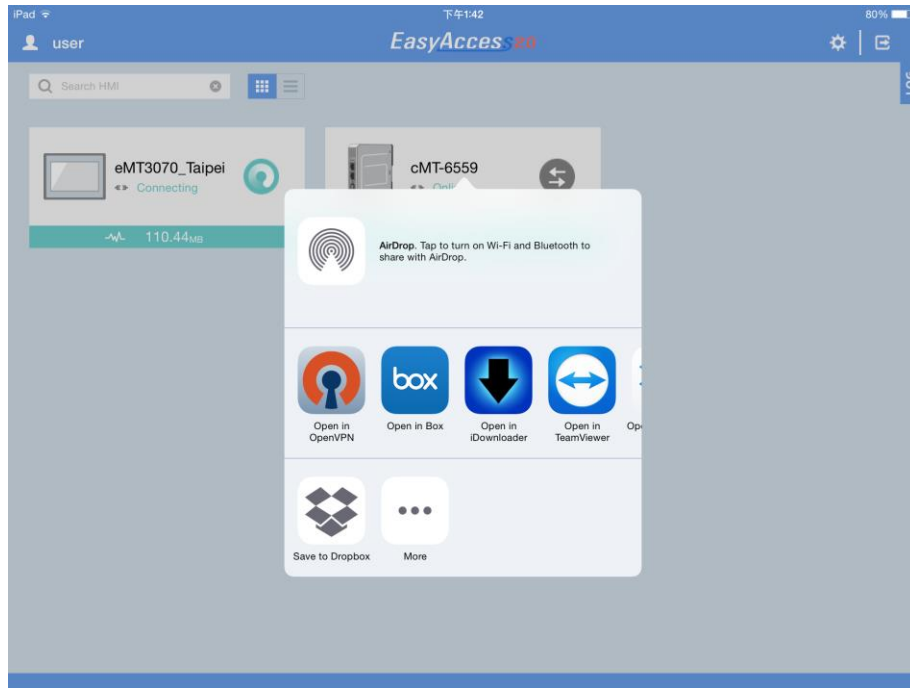 iPad 下午1:42 80%
user EasyAccess 2.0
Search HMI
eMT3070_Taipei
Connecting
110.44MB
cMT-6559
AirDrop. Tap to turn on Wi-Fi and Bluetooth to
share with AirDrop.
Open in
OpenVPN
Open in Box
Open in
iDownloader
Open in
TeamViewer
Save to Dropbox
More